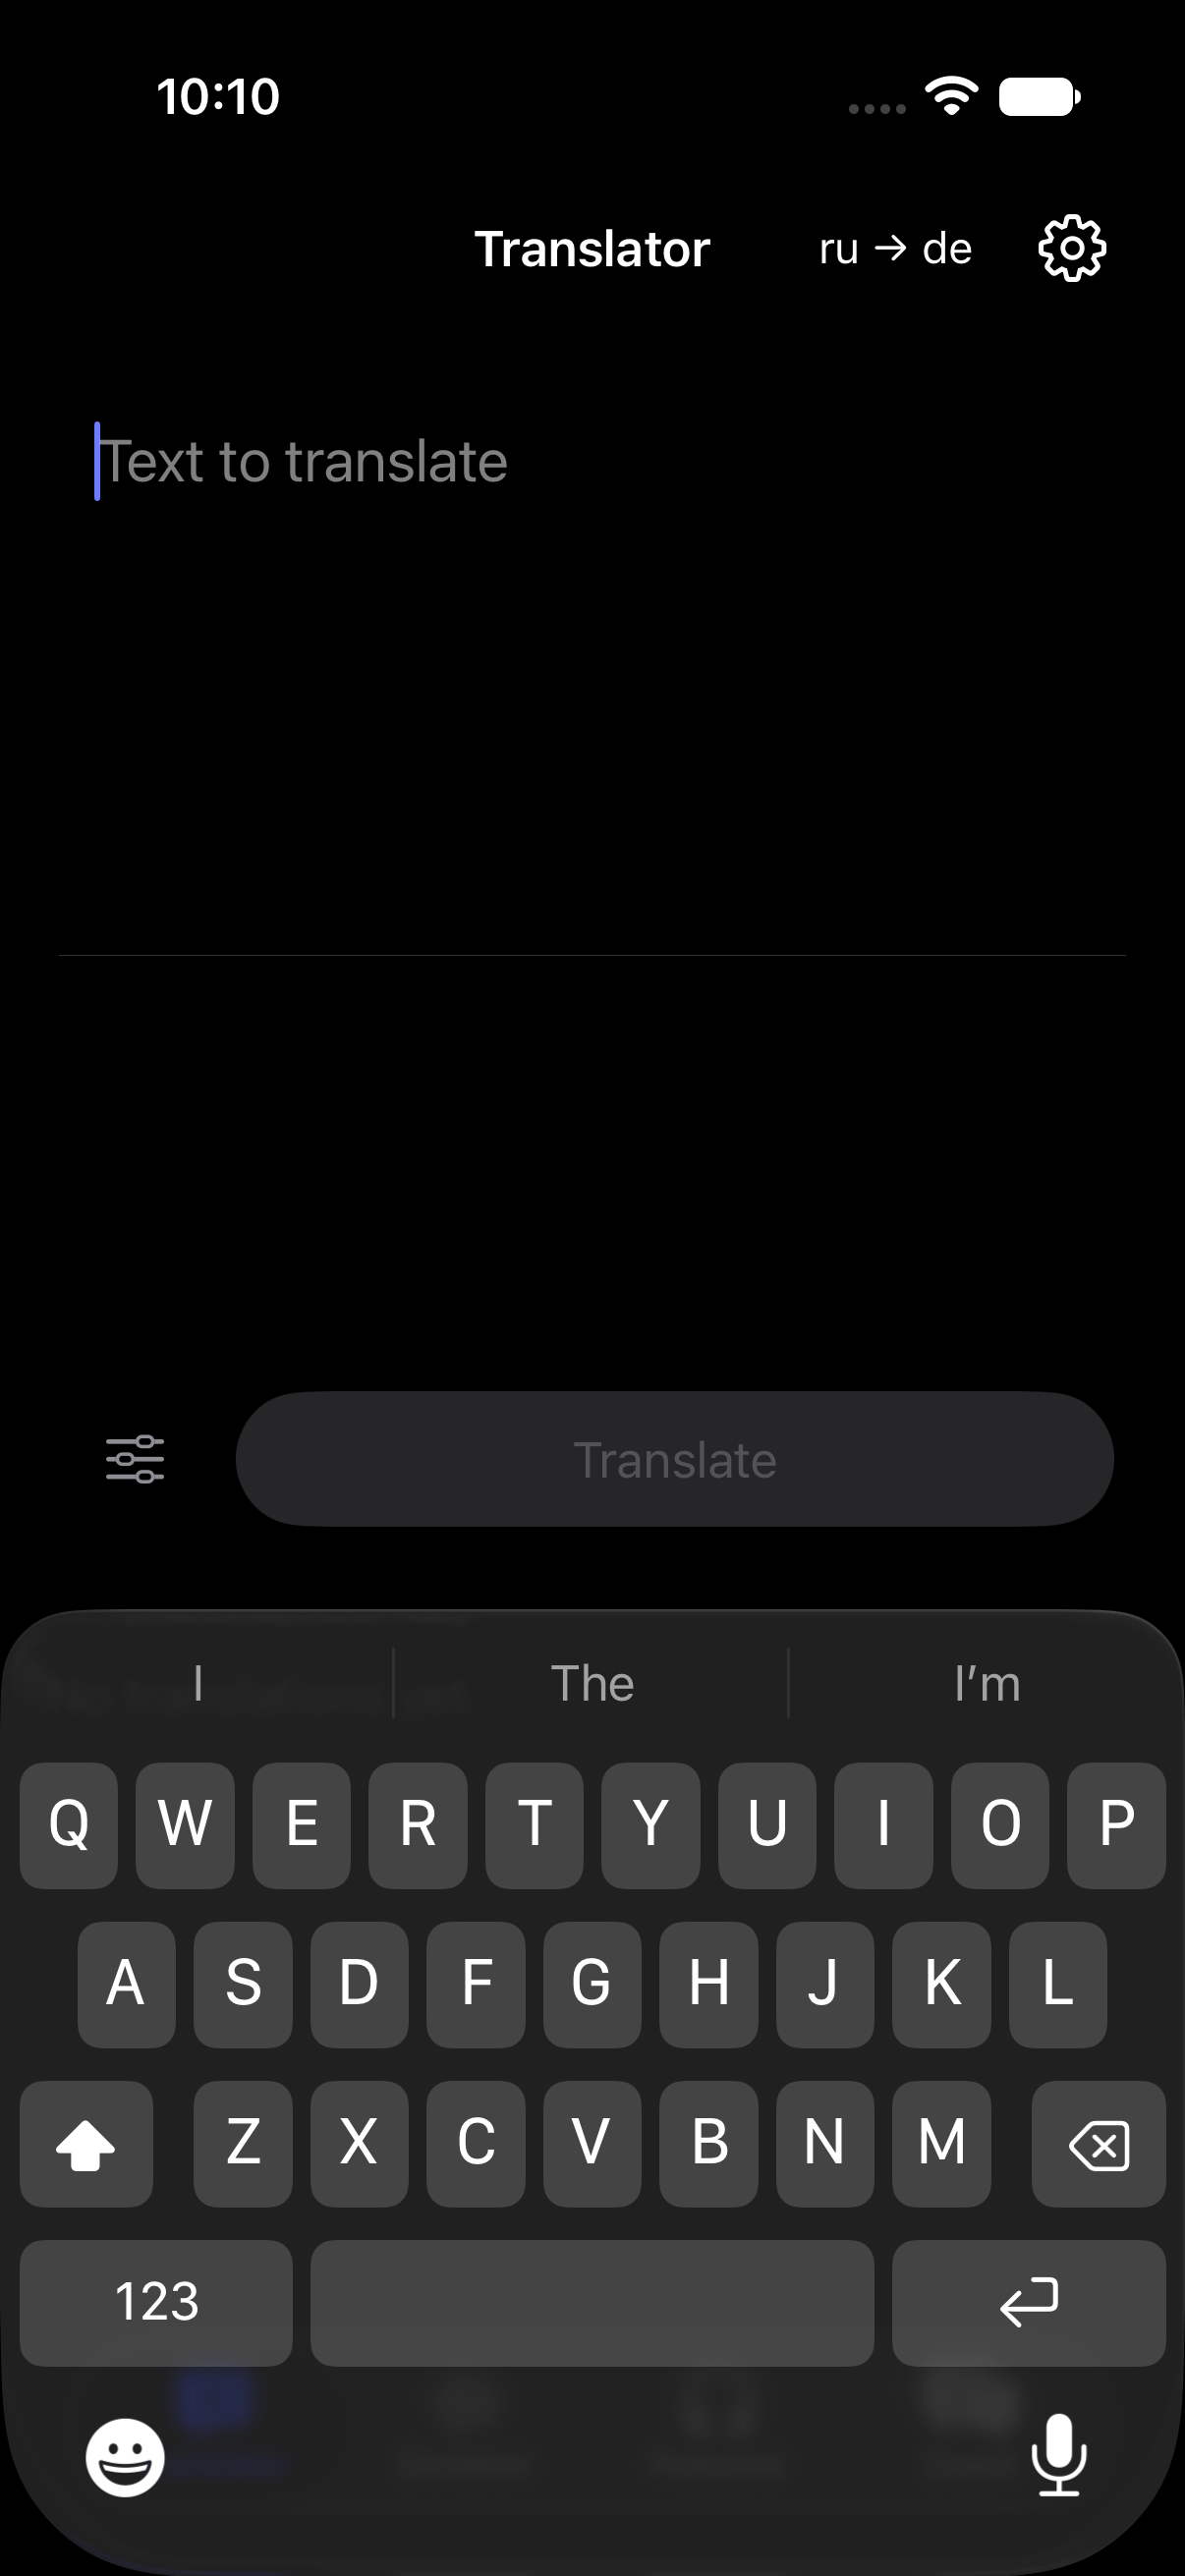 10:10
Translator
ru → de
Text to translate
Translate
I
The
I’m
Q W E R T Y U I O P
A S D F G H J K L
Z X C V B N M
123